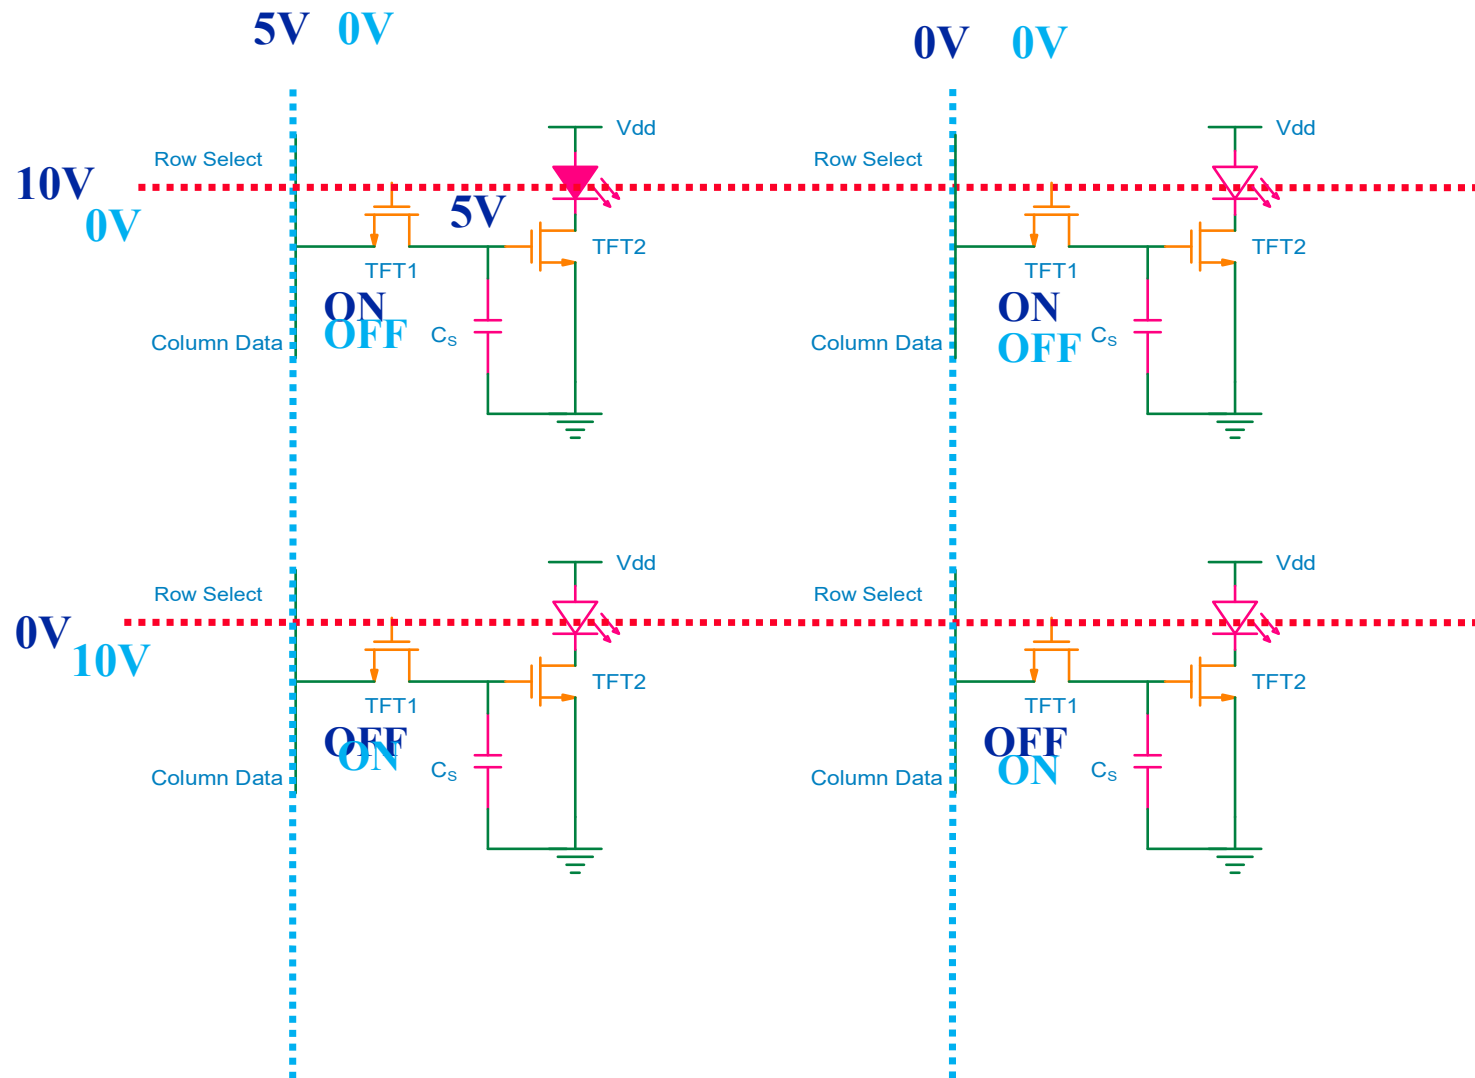 5V 0V
0V 0V
Vdd
Vdd
Row Select
Row Select
10V
0V
5V
TFT2
TFT2
TFT1
TFT1
ON
ON
OFF
OFF
Column Data
Cs
Column Data
Cs
Vdd
Vdd
Row Select
Row Select
0V
10V
TFT2
TFT2
TFT1
TFT1
OFF
OFF
ON
ON
Column Data
Cs
Column Data
Cs